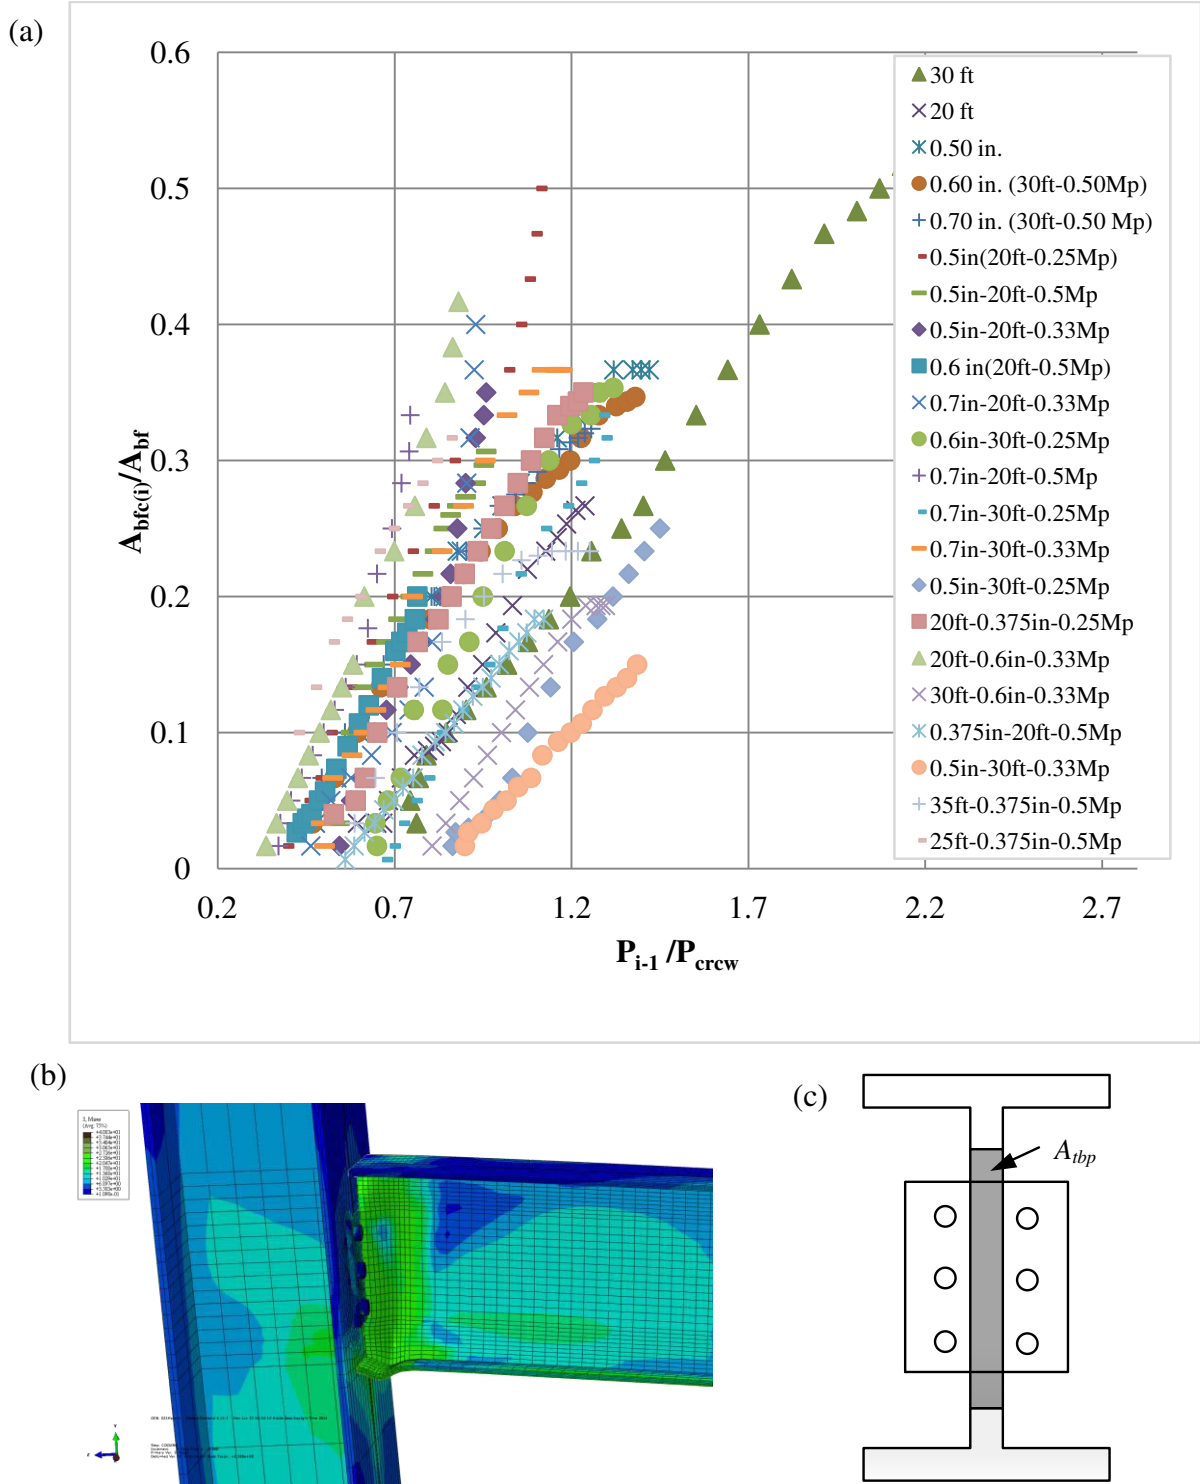 (a)
0.6
0.5
0.4
0.3
0.2
0.1
0
A_bfc(i)/A_bf
0.2 0.7 1.2 1.7 2.2 2.7
P_i-1 /P_crcw
30 ft
20 ft
0.50 in.
0.60 in. (30ft-0.50Mp)
0.70 in. (30ft-0.50 Mp)
0.5in(20ft-0.25Mp)
0.5in-20ft-0.5Mp
0.5in-20ft-0.33Mp
0.6 in(20ft-0.5Mp)
0.7in-20ft-0.33Mp
0.6in-30ft-0.25Mp
0.7in-20ft-0.5Mp
0.7in-30ft-0.25Mp
0.7in-30ft-0.33Mp
0.5in-30ft-0.25Mp
20ft-0.375in-0.25Mp
20ft-0.6in-0.33Mp
30ft-0.6in-0.33Mp
0.375in-20ft-0.5Mp
0.5in-30ft-0.33Mp
35ft-0.375in-0.5Mp
25ft-0.375in-0.5Mp
(b)
(c)
A_tbp